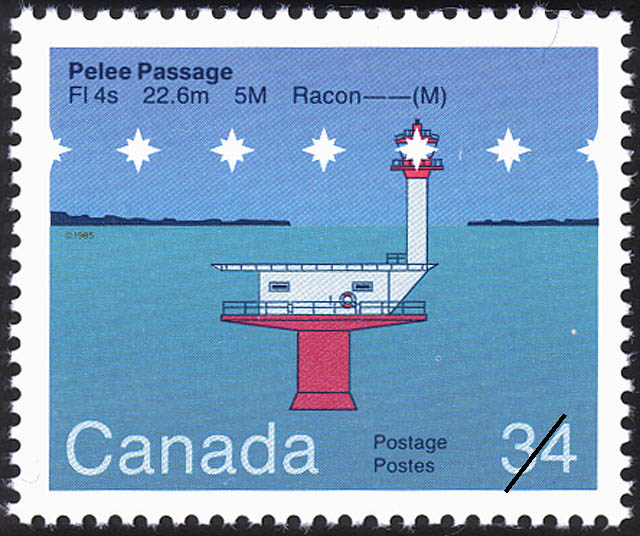 Pelee Passage
Fl 4s 22.6m 5M Racon——(M)
©1985
Canada
Postage
Postes
34